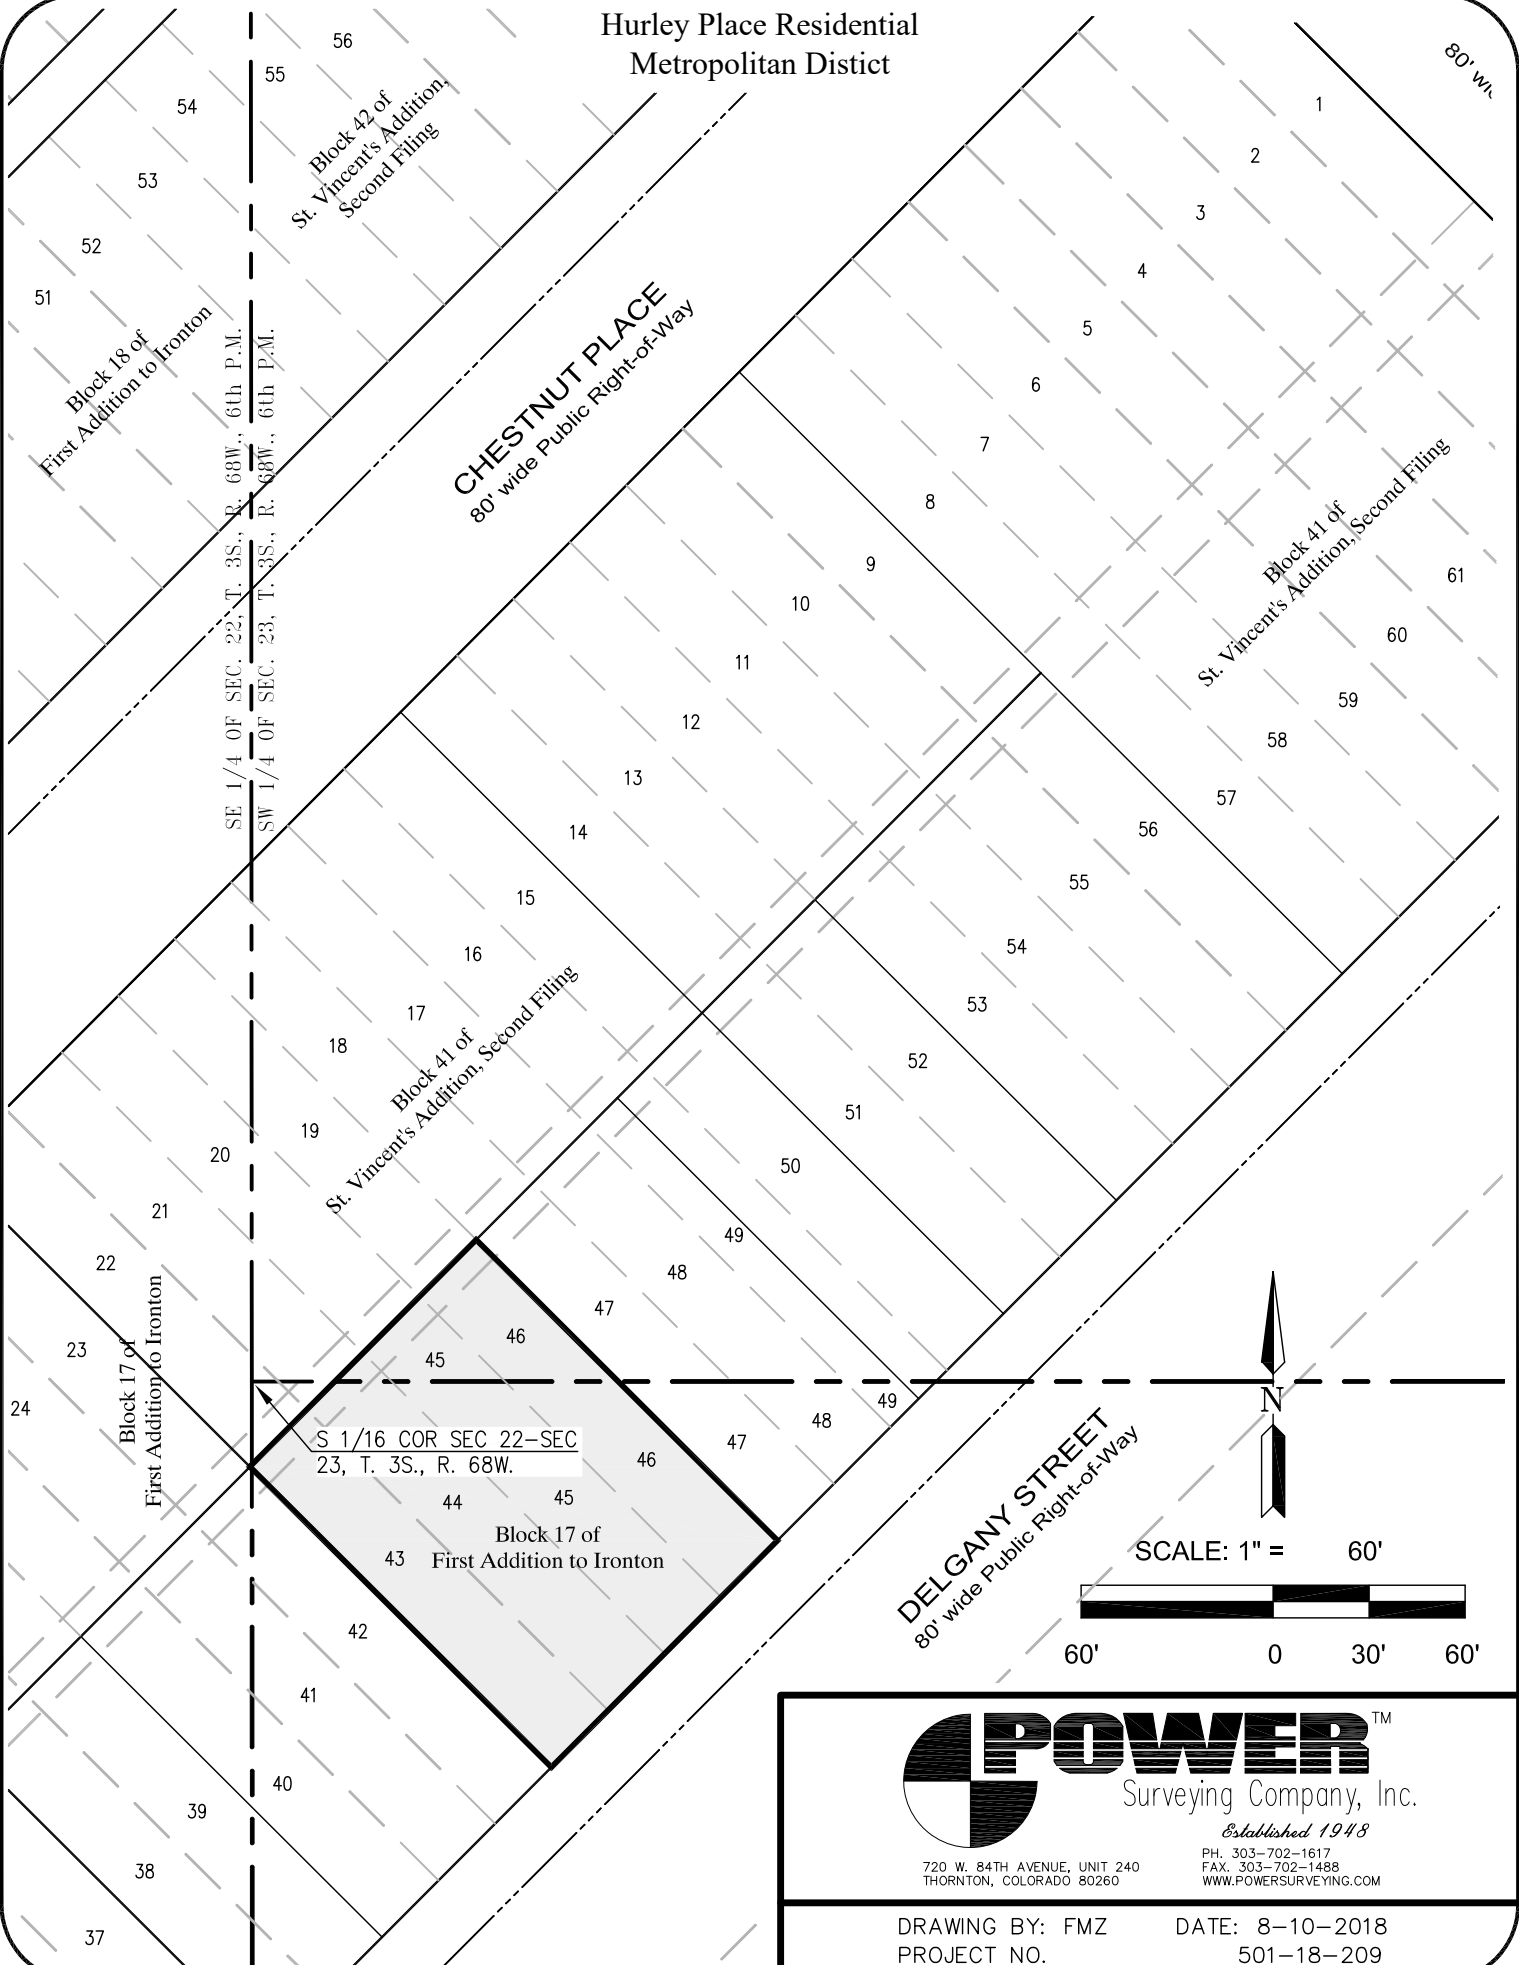 Hurley Place Residential
Metropolitan Distict
56
55
54
53
52
51
Block 42 of
St. Vincent's Addition,
Second Filing
Block 18 of
First Addition to Ironton
SE 1/4 OF SEC. 22, T. 3S., R. 68W., 6th P.M.
SW 1/4 OF SEC. 23, T. 3S., R. 68W., 6th P.M.
CHESTNUT PLACE
80' wide Public Right-of-Way
80'
1
2
3
4
5
6
7
8
9
10
11
12
13
14
15
16
17
18
19
20
21
22
23
24
Block 41 of
St. Vincent's Addition, Second Filing
61
60
59
58
57
56
55
54
53
52
51
50
49
48
47
46
45
Block 41 of
St. Vincent's Addition, Second Filing
Block 17 of
First Addition to Ironton
S 1/16 COR SEC 22-SEC
23, T. 3S., R. 68W.
49
48
47
46
45
44
43
Block 17 of
First Addition to Ironton
42
41
40
39
38
37
DELGANY STREET
80' wide Public Right-of-Way
N
SCALE: 1" = 60'
60' 0 30' 60'
POWER™
Surveying Company, Inc.
Established 1948
720 W. 84TH AVENUE, UNIT 240
THORNTON, COLORADO 80260
PH. 303-702-1617
FAX. 303-702-1488
WWW.POWERSURVEYING.COM
DRAWING BY: FMZ DATE: 8-10-2018
PROJECT NO. 501-18-209